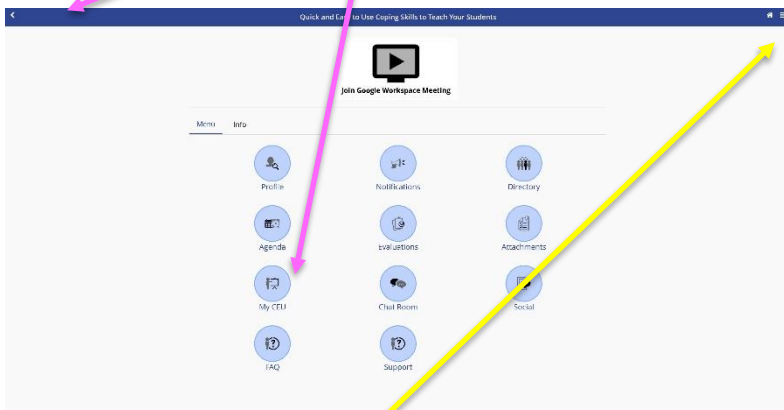 Quick and Easy to Use Coping Skills to Teach Your Students
Join Google Workspace Meeting
Menu Info
Profile Notifications Directory
Agenda Evaluations Attachments
My CEU Chat Room Social
FAQ Support